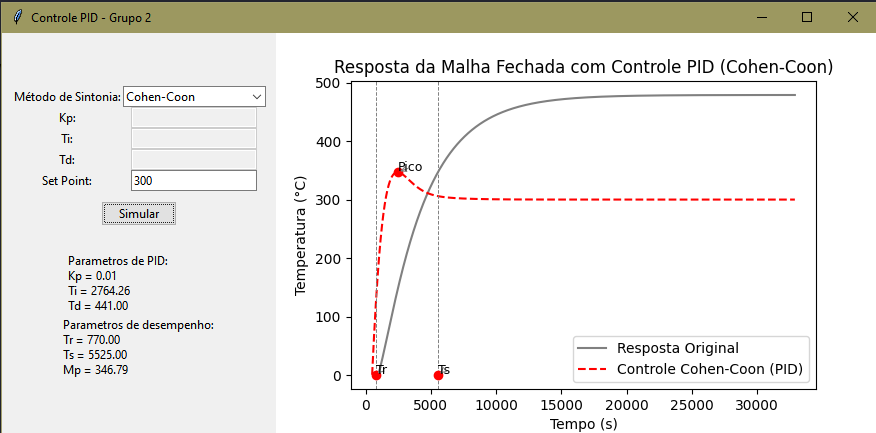 Controle PID - Grupo 2
Método de Sintonia: Cohen-Coon
Kp:
Ti:
Td:
Set Point: 300
Simular
Parametros de PID:
Kp = 0.01
Ti = 2764.26
Td = 441.00
Parametros de desempenho:
Tr = 770.00
Ts = 5525.00
Mp = 346.79
Resposta da Malha Fechada com Controle PID (Cohen-Coon)
Temperatura (°C)
500
400
300
200
100
0
Pico
Tr
Ts
Resposta Original
Controle Cohen-Coon (PID)
0 5000 10000 15000 20000 25000 30000
Tempo (s)